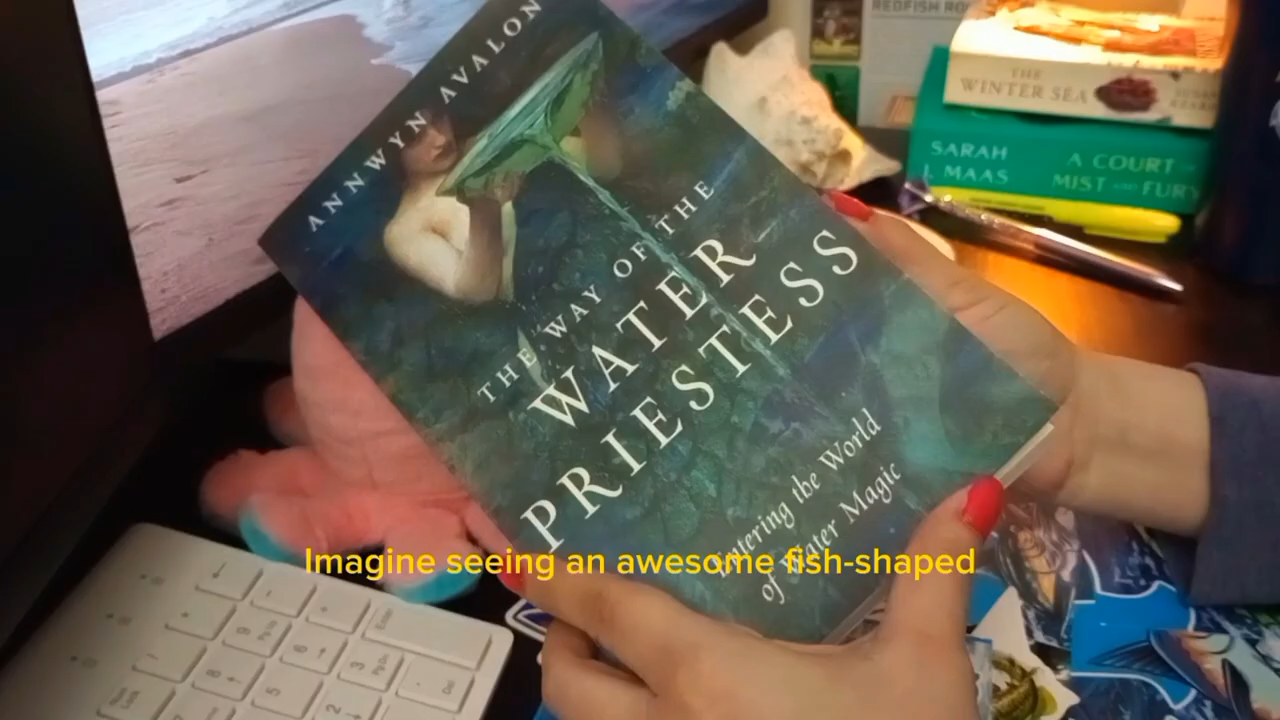 REDFISH RO
THE
WINTER SEA
SARAH
J. MAAS
A COURT OF
MIST AND FURY
ANNWYN AVALON
THE WAY OF THE
WATER
PRIESTESS
Entering the World
of Water Magic
Imagine seeing an awesome fish-shaped